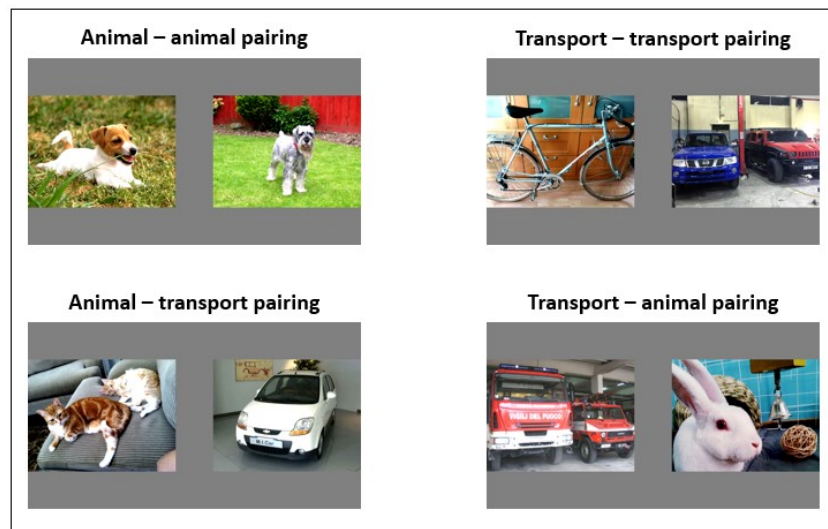 Animal – animal pairing
Transport – transport pairing
Animal – transport pairing
Transport – animal pairing
VIGILI DEL FUOCO